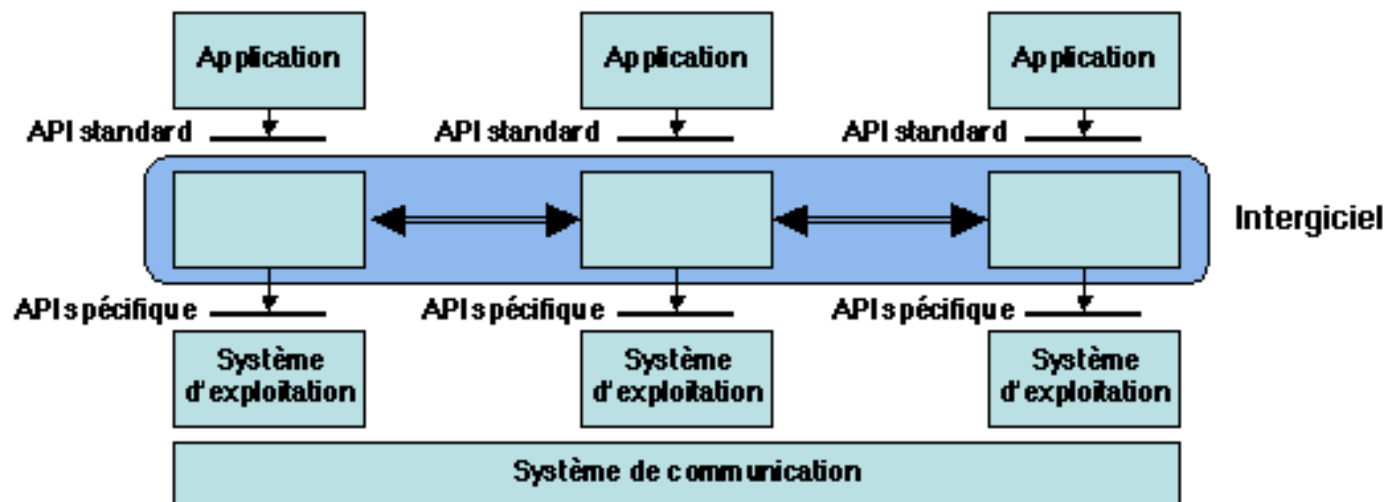 Application Application Application
API standard API standard API standard
Intergiciel
API spécifique API spécifique API spécifique
Système Système Système
d'exploitation d'exploitation d'exploitation
Système de communication